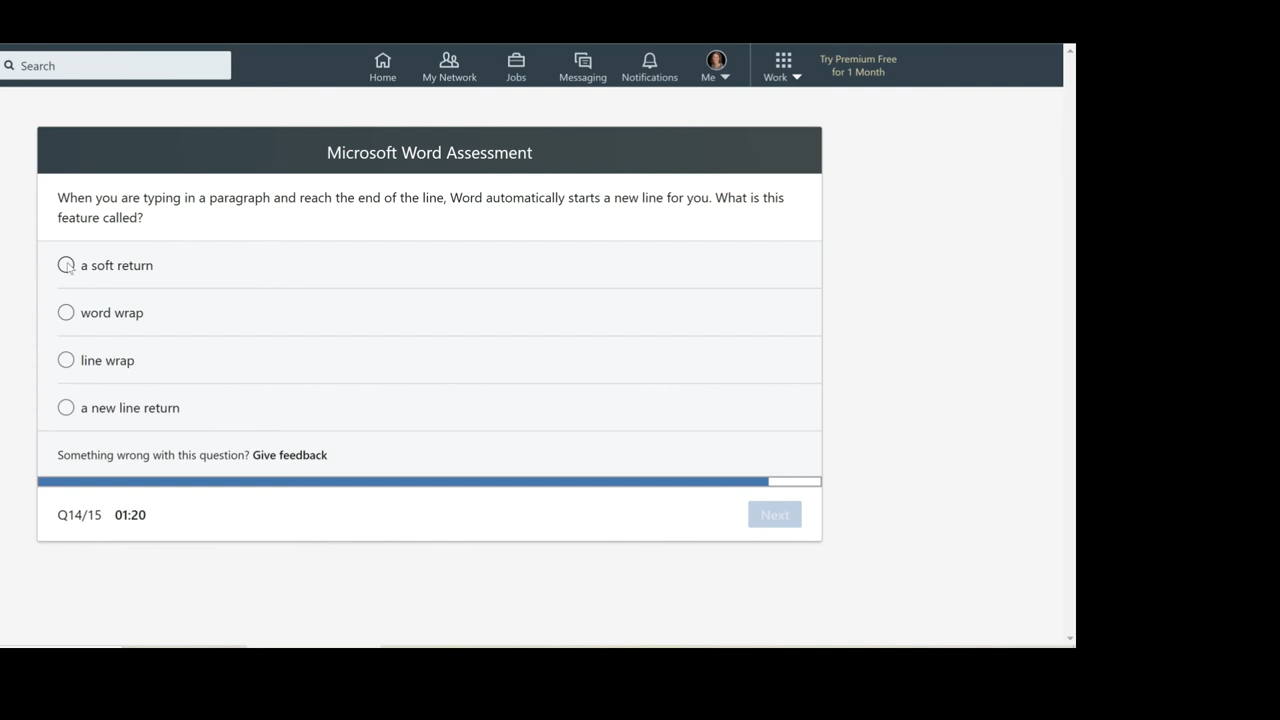 Search
Home
My Network
Jobs
Messaging
Notifications
Me
Work
Try Premium Free
for 1 Month
Microsoft Word Assessment
When you are typing in a paragraph and reach the end of the line, Word automatically starts a new line for you. What is this
feature called?
a soft return
word wrap
line wrap
a new line return
Something wrong with this question? Give feedback
Q14/15 01:20
Next